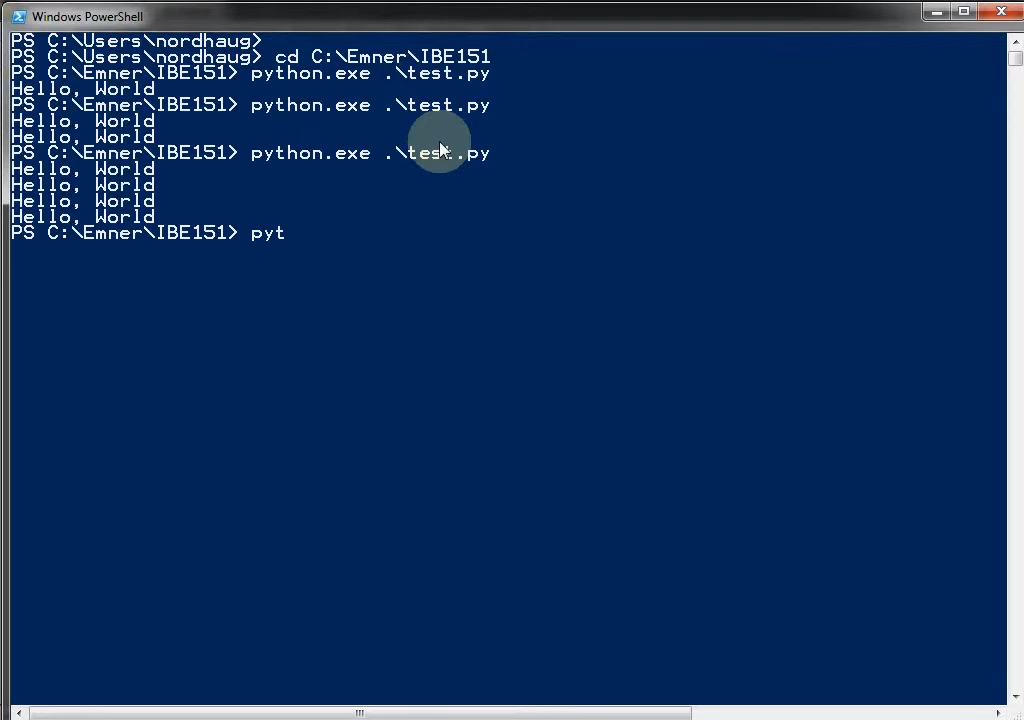 Windows PowerShell
PS C:\Users\nordhaug>
PS C:\Users\nordhaug> cd C:\Emner\IBE151
PS C:\Emner\IBE151> python.exe .\test.py
Hello, World
PS C:\Emner\IBE151> python.exe .\test.py
Hello, World
Hello, World
PS C:\Emner\IBE151> python.exe .\test.py
Hello, World
Hello, World
Hello, World
Hello, World
PS C:\Emner\IBE151> pyt